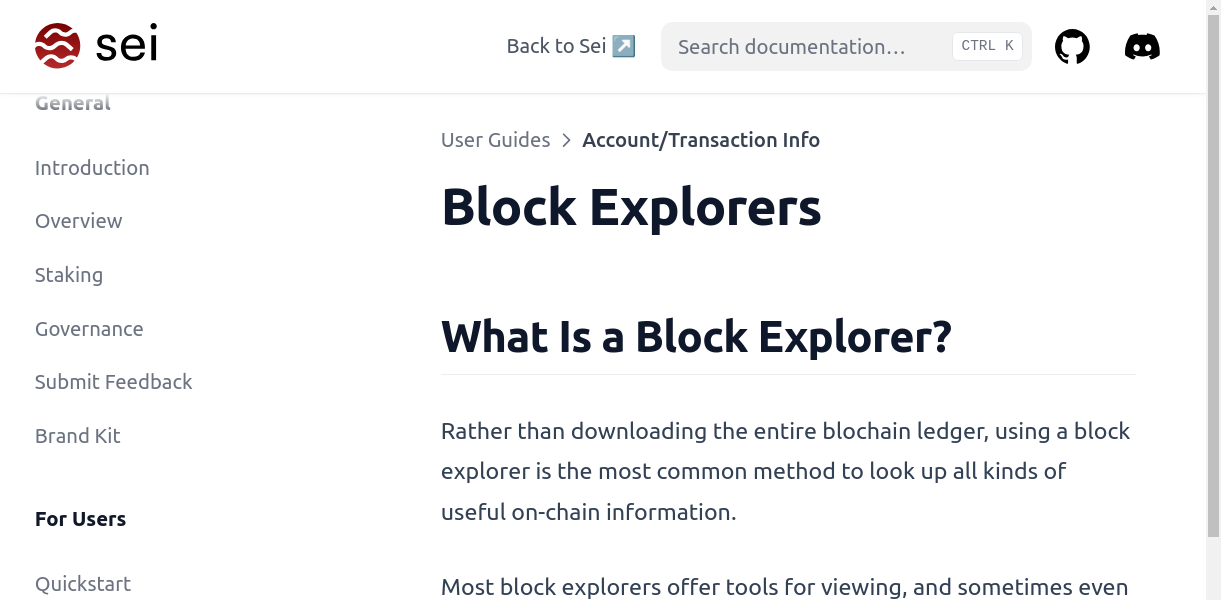 sei
Back to Sei ↗️
Search documentation…
CTRL K
General
Introduction
Overview
Staking
Governance
Submit Feedback
Brand Kit
For Users
Quickstart
User Guides > Account/Transaction Info
Block Explorers
What Is a Block Explorer?
Rather than downloading the entire blochain ledger, using a block
explorer is the most common method to look up all kinds of
useful on-chain information.
Most block explorers offer tools for viewing, and sometimes even